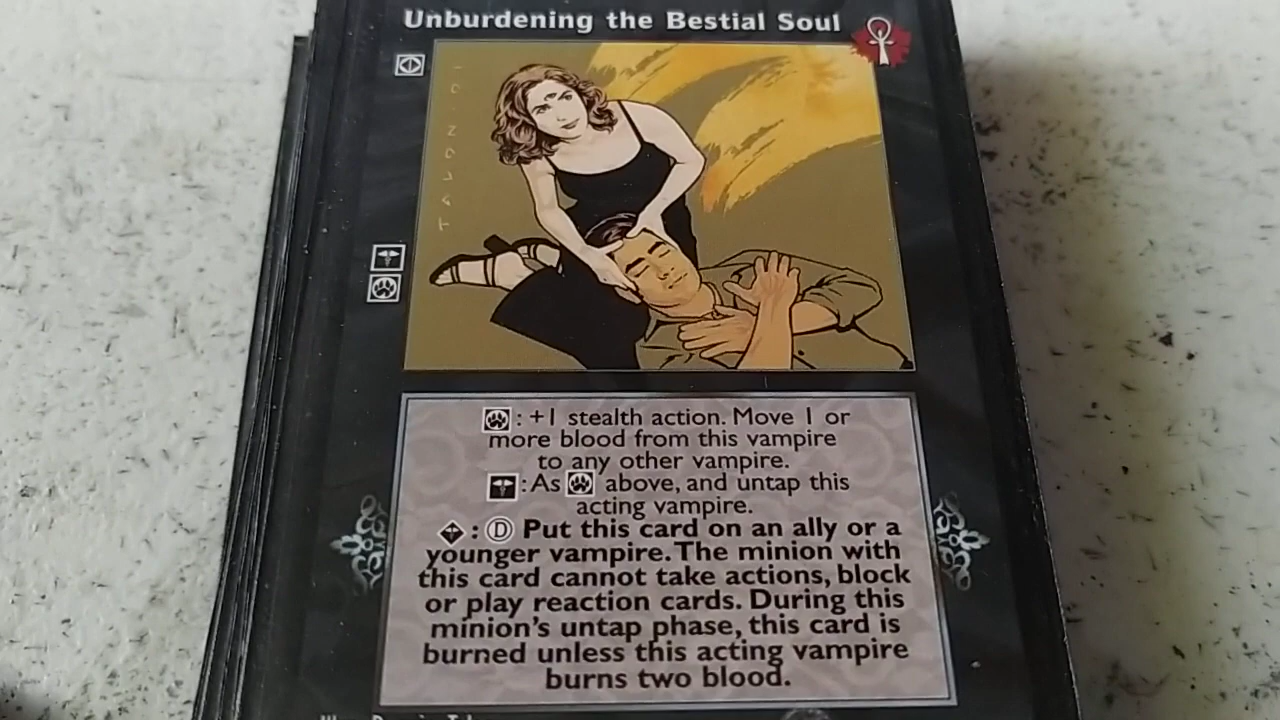 Unburdening the Bestial Soul
TALON.O.I
: +1 stealth action. Move 1 or
more blood from this vampire
to any other vampire.
: As above, and untap this
acting vampire.
: D Put this card on an ally or a
younger vampire. The minion with
this card cannot take actions, block
or play reaction cards. During this
minion's untap phase, this card is
burned unless this acting vampire
burns two blood.